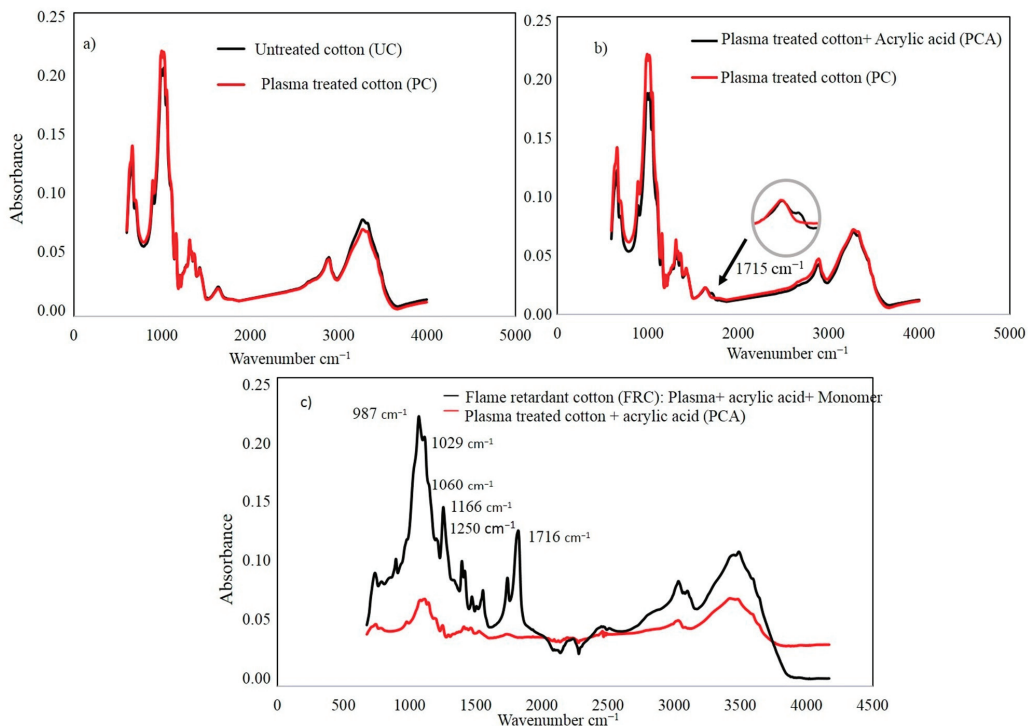 a)
Untreated cotton (UC)
Plasma treated cotton (PC)
Absorbance
0.25
0.20
0.15
0.10
0.05
0.00
0
1000
2000
3000
4000
5000
Wavenumber cm⁻¹
b)
Plasma treated cotton+ Acrylic acid (PCA)
Plasma treated cotton (PC)
1715 cm⁻¹
0.25
0.20
0.15
0.10
0.05
0.00
0
1000
2000
3000
4000
5000
Wavenumber cm⁻¹
c)
Flame retardant cotton (FRC): Plasma+ acrylic acid+ Monomer
Plasma treated cotton + acrylic acid (PCA)
987 cm⁻¹
1029 cm⁻¹
1060 cm⁻¹
1166 cm⁻¹
1250 cm⁻¹
1716 cm⁻¹
Absorbance
0.25
0.20
0.15
0.10
0.05
0.00
0
500
1000
1500
2000
2500
3000
3500
4000
4500
Wavenumber cm⁻¹